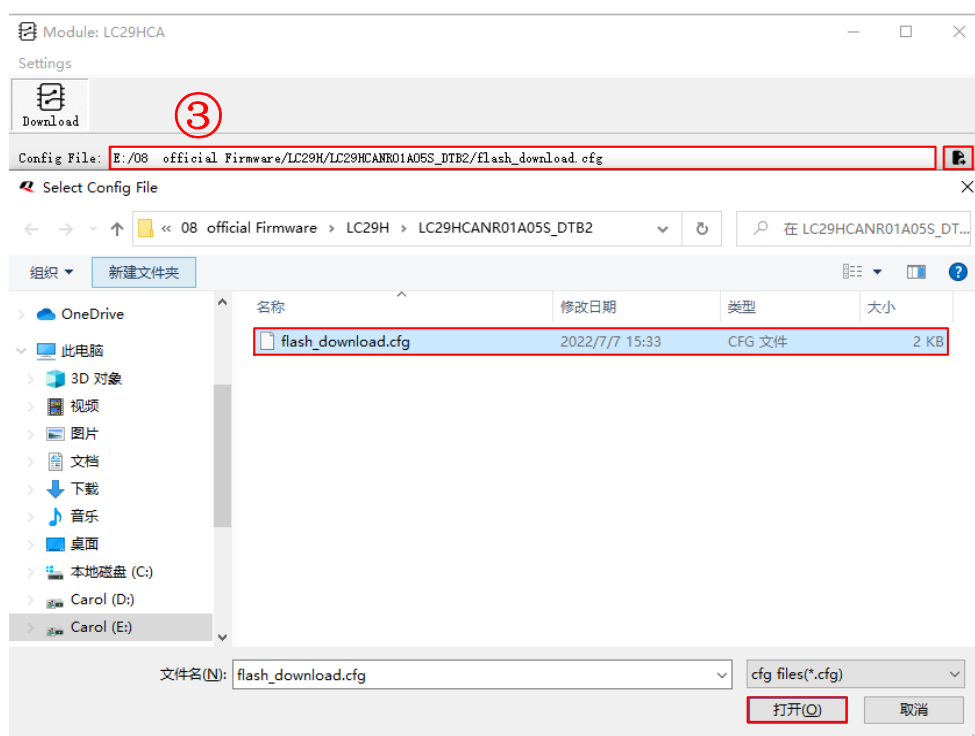 Module: LC29HCA
Settings
Download
③
Config File: E:/08 official Firmware/LC29H/LC29HCANR01A05S_DTB2/flash_download.cfg
Select Config File
« 08 official Firmware › LC29H › LC29HCANR01A05S_DTB2
在 LC29HCANR01A05S_DT...
组织 新建文件夹
名称 修改日期 类型 大小
flash_download.cfg 2022/7/7 15:33 CFG 文件 2 KB
OneDrive
此电脑
3D 对象
视频
图片
文档
下载
音乐
桌面
本地磁盘 (C:)
Carol (D:)
Carol (E:)
文件名(N): flash_download.cfg cfg files(*.cfg)
打开(O) 取消